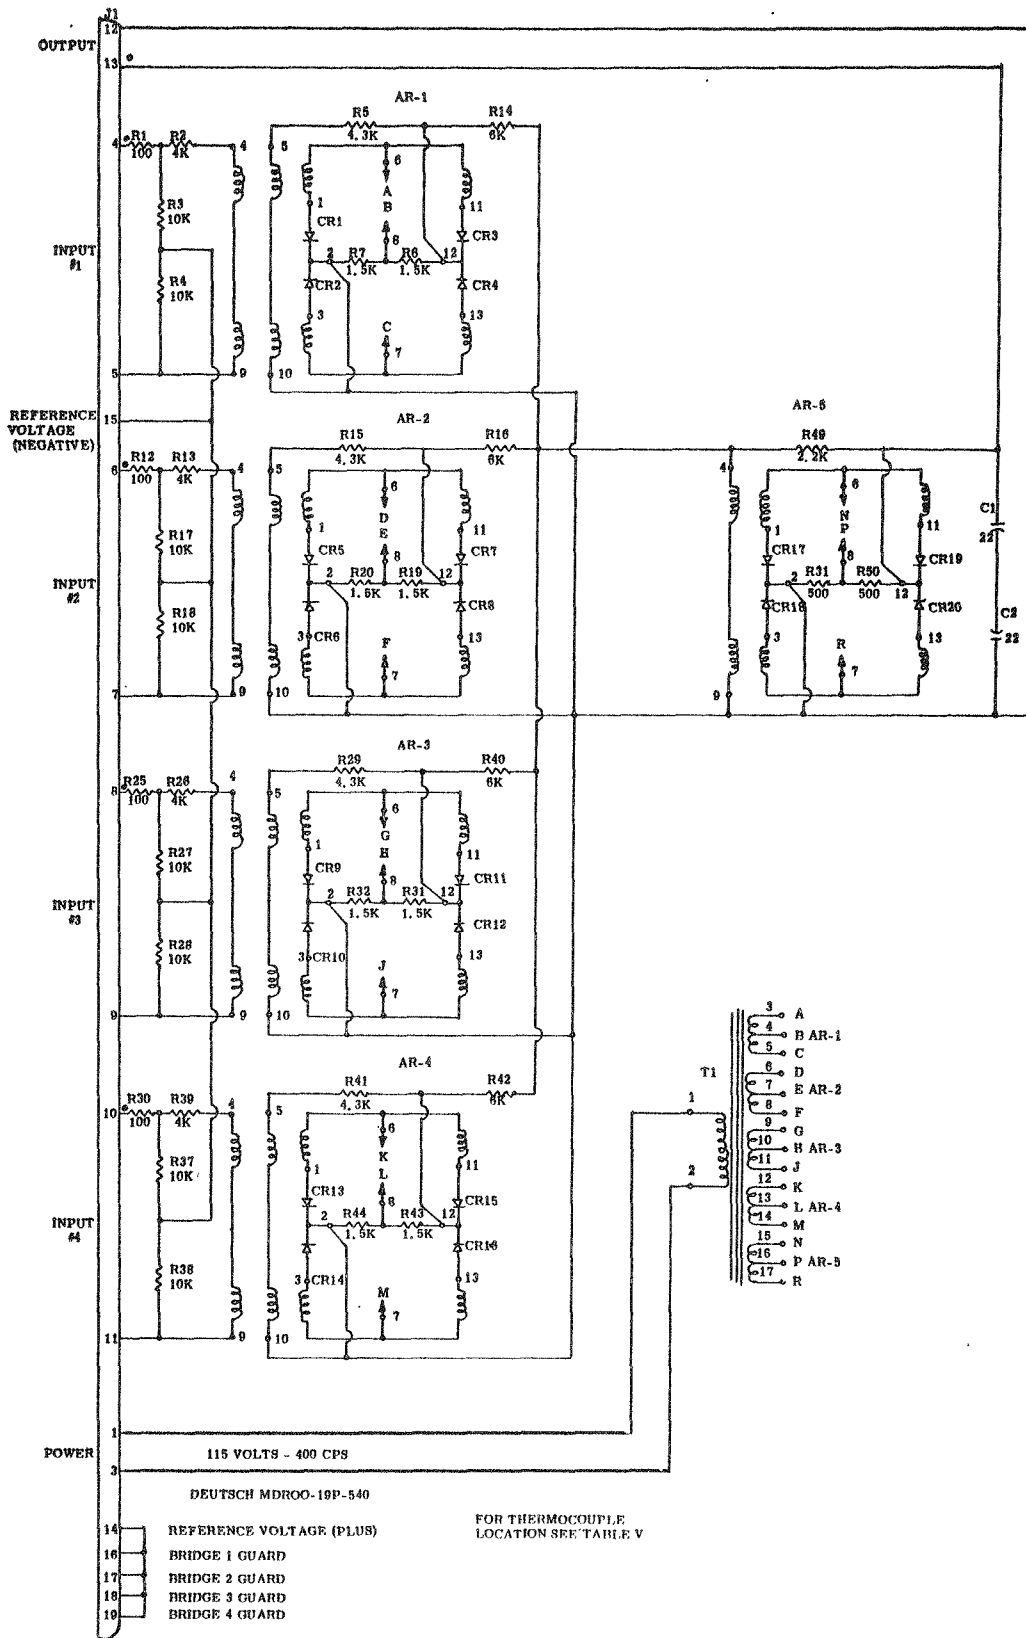 J1
12
OUTPUT
13
AR-1
R5
4.3K
R14
6K
4
R1
100
R2
4K
4
5
6
A
B
8
R3
10K
1
11
CR1
CR3
INPUT
#1
2
R7
1.5K
R6
1.5K
12
R4
10K
CR2
CR4
3
13
C
7
5
9
10
REFERENCE
VOLTAGE
(NEGATIVE)
15
AR-2
R15
4.3K
R16
6K
AR-5
R49
2.2K
6
R12
100
R13
4K
4
5
6
D E
8
4
6
N P
8
R17
10K
1
11
CR5
CR7
1
11
CR17
CR19
C1
22
INPUT
#2
2
R20
1.5K
R19
1.5K
12
2
R31
500
R50
500
12
R18
10K
CR8
CR18
CR20
C2
22
3
CR6
13
3
13
F
7
R
7
7
9
10
9
AR-3
R29
4.3K
R40
6K
8
R25
100
R26
4K
4
5
6
G
H
8
R27
10K
1
11
CR9
CR11
INPUT
#3
2
R32
1.5K
R31
1.5K
12
R28
10K
CR12
3
CR10
13
J
7
9
9
10
AR-4
R41
4.3K
R42
6K
10
R30
100
R39
4K
4
5
6
K
L
8
R37
10K
1
11
CR13
CR15
INPUT
#4
2
R44
1.5K
R43
1.5K
12
R38
10K
CR16
3
CR14
13
M
7
11
9
10
T1
1
2
3 A
4 B AR-1
5 C
6 D
7 E AR-2
8 F
9 G
10 H AR-3
11 J
12 K
13 L AR-4
14 M
15 N
16 P AR-5
17 R
1
POWER
115 VOLTS - 400 CPS
3
DEUTSCH MDROO-19P-540
FOR THERMOCOUPLE
LOCATION SEE TABLE V
14 REFERENCE VOLTAGE (PLUS)
16 BRIDGE 1 GUARD
17 BRIDGE 2 GUARD
18 BRIDGE 3 GUARD
19 BRIDGE 4 GUARD